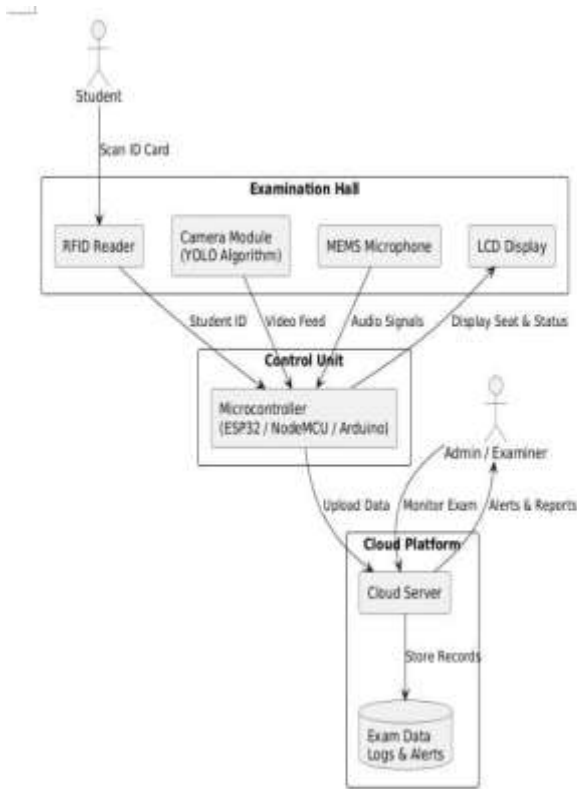 Student
Scan ID Card
Examination Hall
RFID Reader
Camera Module
(YOLO Algorithm)
MEMS Microphone
LCD Display
Student ID
Video Feed
Audio Signals
Display Seat & Status
Control Unit
Microcontroller
(ESP32 / NodeMCU / Arduino)
Admin / Examiner
Upload Data
Monitor Exam
Alerts & Reports
Cloud Platform
Cloud Server
Store Records
Exam Data
Logs & Alerts